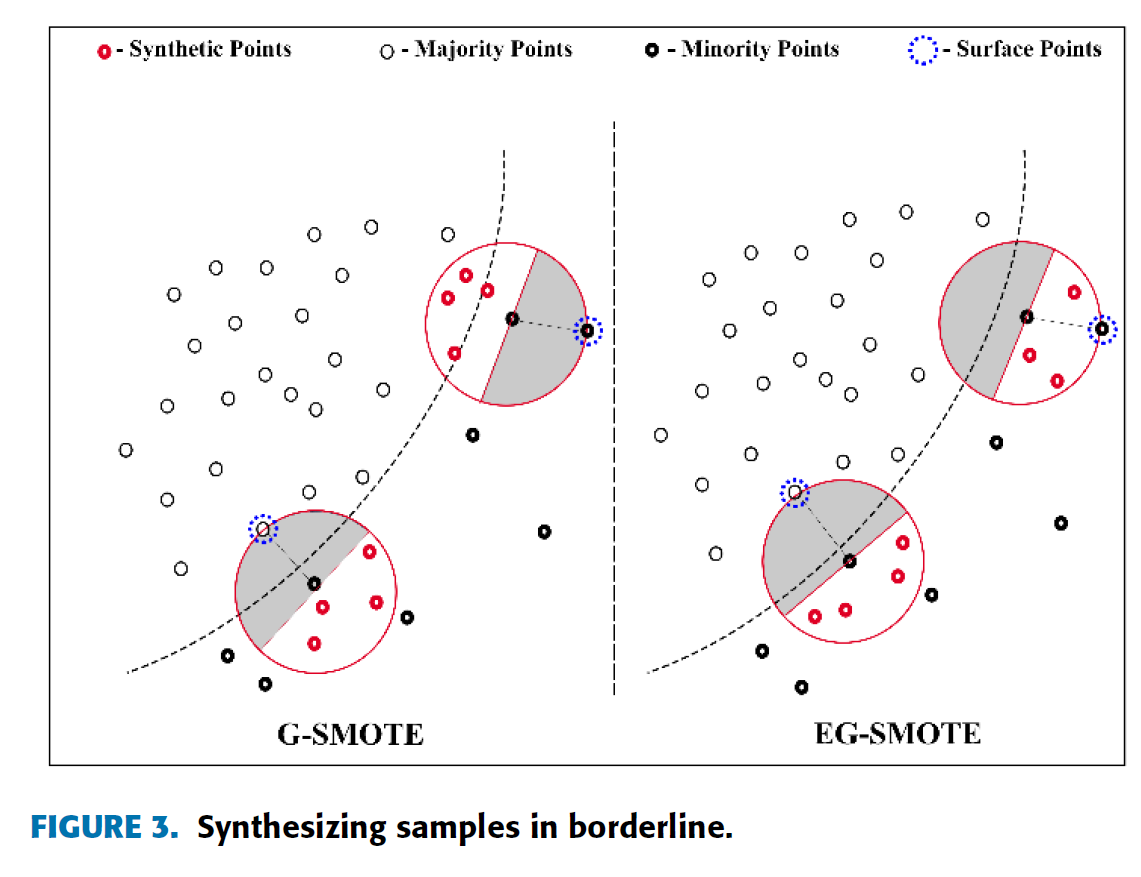 - Synthetic Points - Majority Points - Minority Points - Surface Points
G-SMOTE EG-SMOTE
FIGURE 3. Synthesizing samples in borderline.